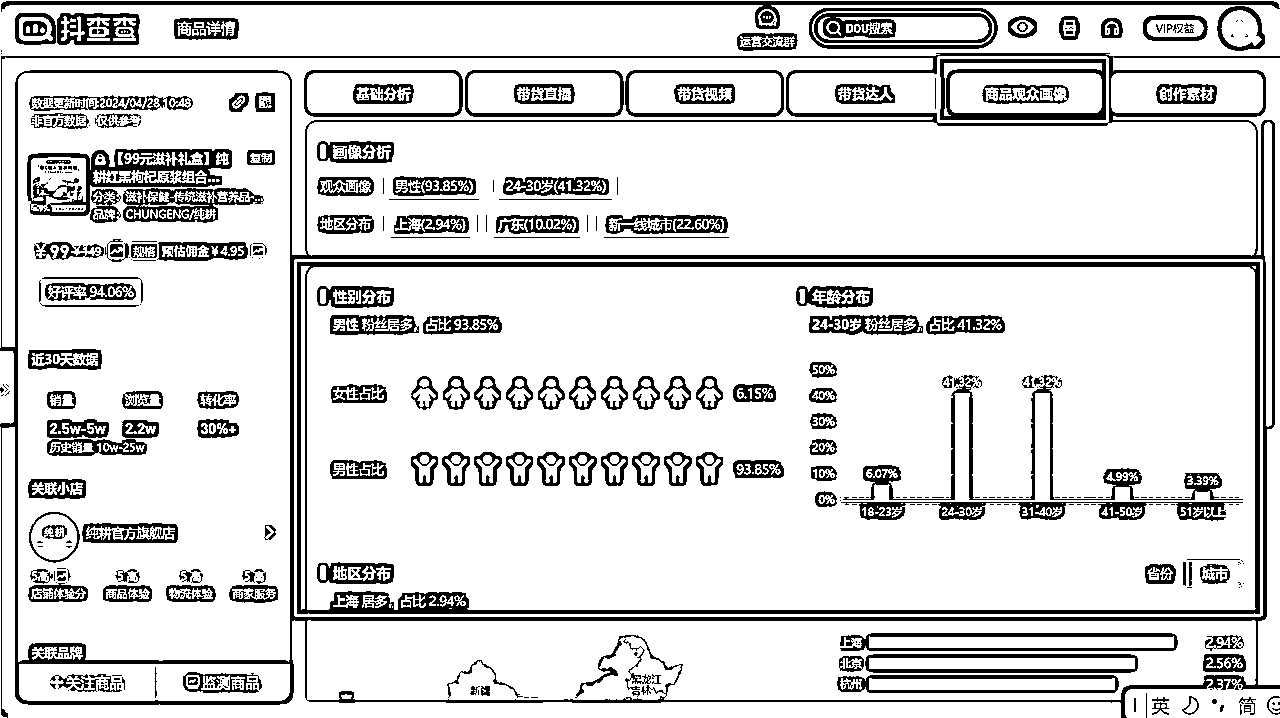 抖查查
商品详情
运营交流群
DOU搜索
VIP权益
数据更新时间:2024/04/23 10:49
非官方数据，仅供参考
【99元滋补礼盒】纯
复制
耕红黑枸杞原浆组合...
分类：滋补保健-传统滋补营养品-...
品牌：CHUNGENG/纯耕
¥99 ¥149
规格
预估佣金¥4.95
好评率 94.06%
近30天数据
销量
浏览量
转化率
2.5w-5w
2.2w
30%+
历史销量 10w-25w
关联小店
纯耕
纯耕官方旗舰店
5 高
5 高
5 高
5 高
店铺体验分
商品体验
物流体验
商家服务
关联品牌
+关注商品
监测商品
基础分析
带货直播
带货视频
带货达人
商品观众画像
创作素材
画像分析
观众画像
男性(93.85%)
24-30岁(41.32%)
地区分布
上海(2.94%)
广东(10.02%)
新一线城市(22.60%)
性别分布
男性 粉丝居多，占比 93.85%
女性占比
6.15%
男性占比
93.85%
年龄分布
24-30岁 粉丝居多，占比 41.32%
50%
40%
30%
20%
10%
0%
6.07%
41.32%
41.32%
4.99%
3.39%
18-23岁
24-30岁
31-40岁
41-50岁
51岁以上
地区分布
上海 居多，占比 2.94%
省份
城市
新疆
黑龙江
吉林
上海
2.94%
北京
2.56%
杭州
2.37%
英
简